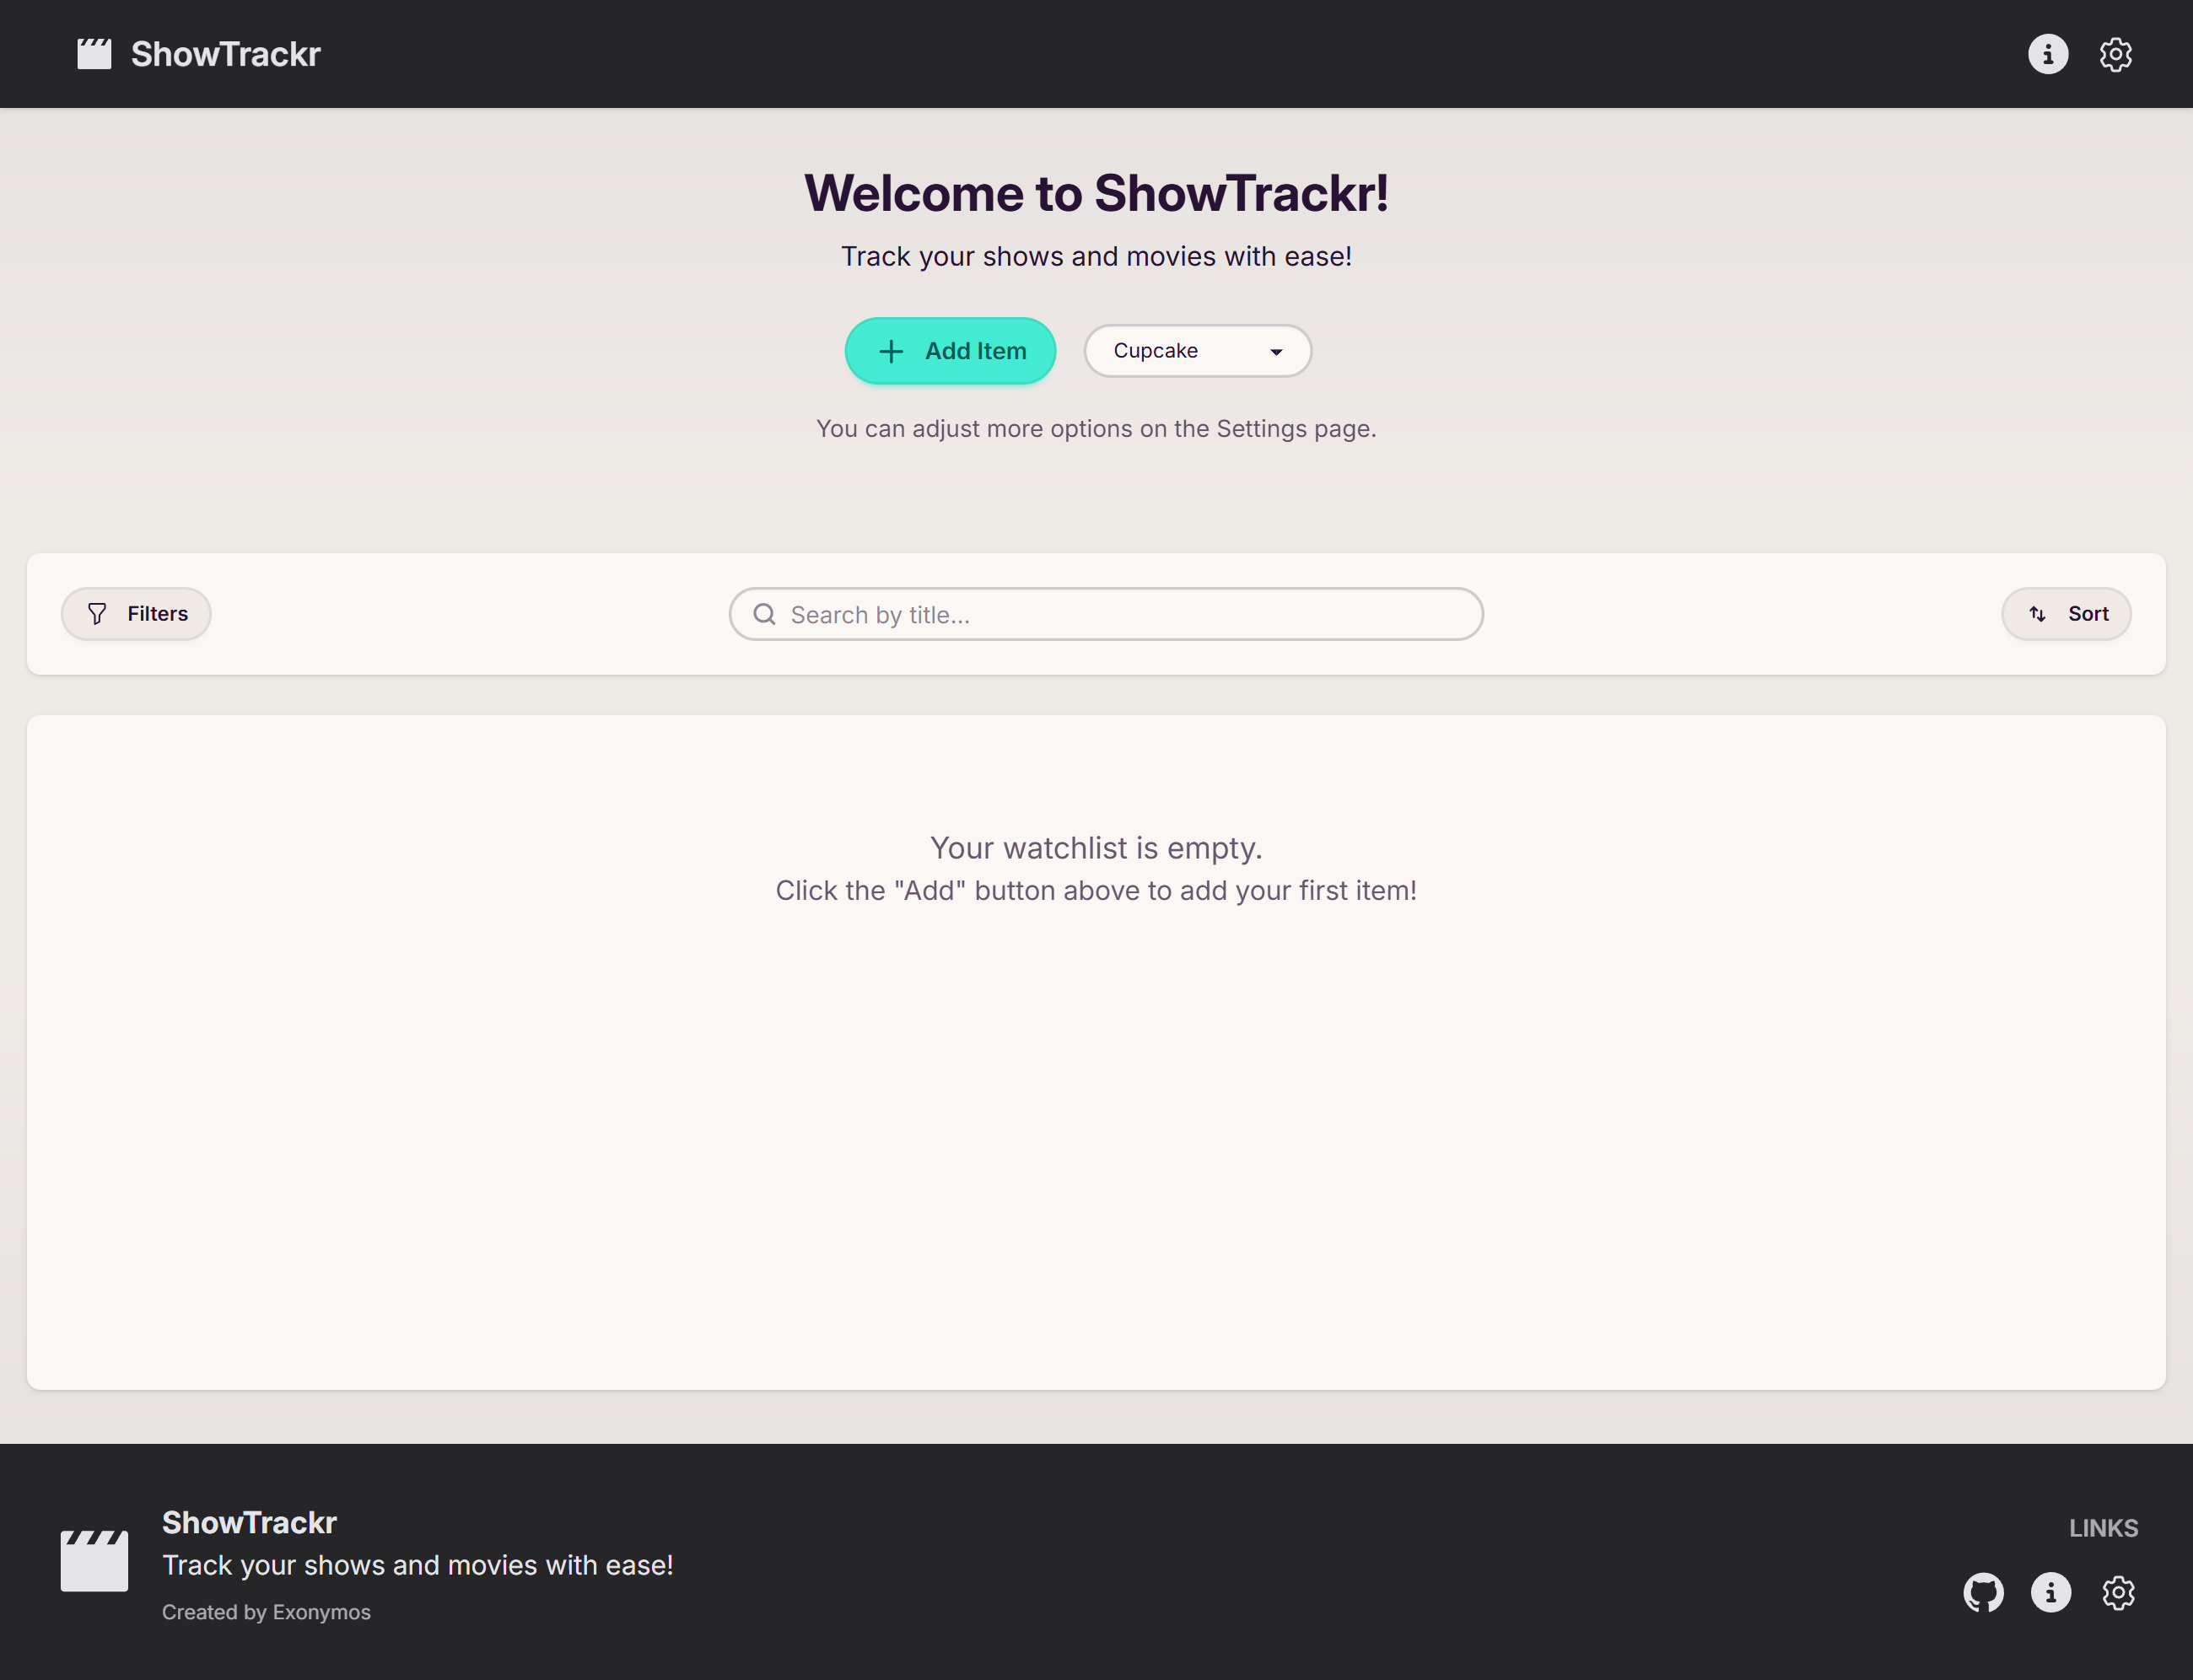 ShowTrackr
Welcome to ShowTrackr!
Track your shows and movies with ease!
Add Item
Cupcake
You can adjust more options on the Settings page.
Filters
Search by title...
Sort
Your watchlist is empty.
Click the "Add" button above to add your first item!
ShowTrackr
Track your shows and movies with ease!
Created by Exonymos
LINKS